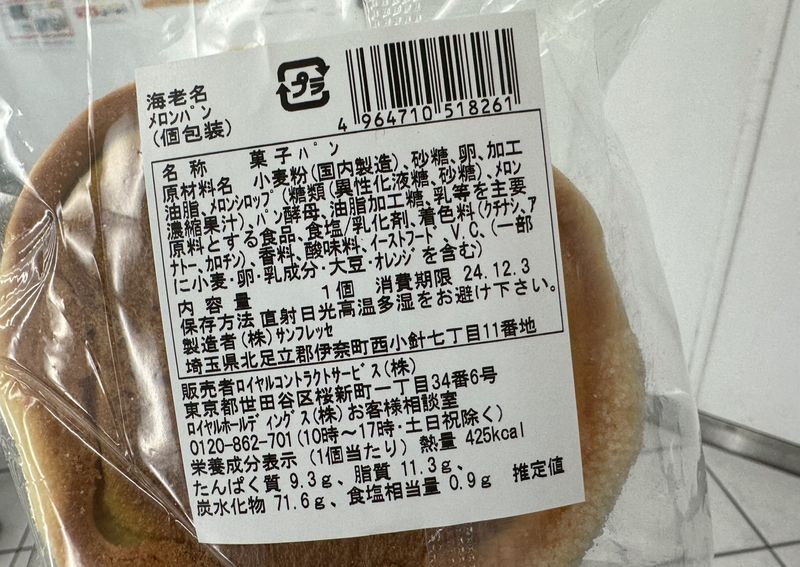 海老名
メロンパン
(個包装)
プラ
4 964710 518261
名称 菓子パン
原材料名 小麦粉(国内製造)、砂糖、卵、加工
油脂、メロンシロップ(糖類(異性化液糖、砂糖)、メロン
濃縮果汁)、パン酵母、油脂加工糖、乳等を主要
原料とする食品、食塩/乳化剤、着色料(クチナシ、ア
ナトー、カロチン)、香料、酸味料、イーストフード、V.C、(一部
に小麦・卵・乳成分・大豆・オレンジを含む)
内容量 1個 消費期限 24.12.3
保存方法 直射日光高温多湿をお避け下さい。
製造者(株)サンフレッセ
埼玉県北足立郡伊奈町西小針七丁目11番地
販売者ロイヤルコントラクトサービス(株)
東京都世田谷区桜新町一丁目34番6号
ロイヤルホールディングス(株)お客様相談室
0120-862-701(10時~17時・土日祝除く)
栄養成分表示(1個当たり)熱量 425kcal
たんぱく質 9.3g、脂質 11.3g、
炭水化物 71.6g、食塩相当量 0.9g 推定値